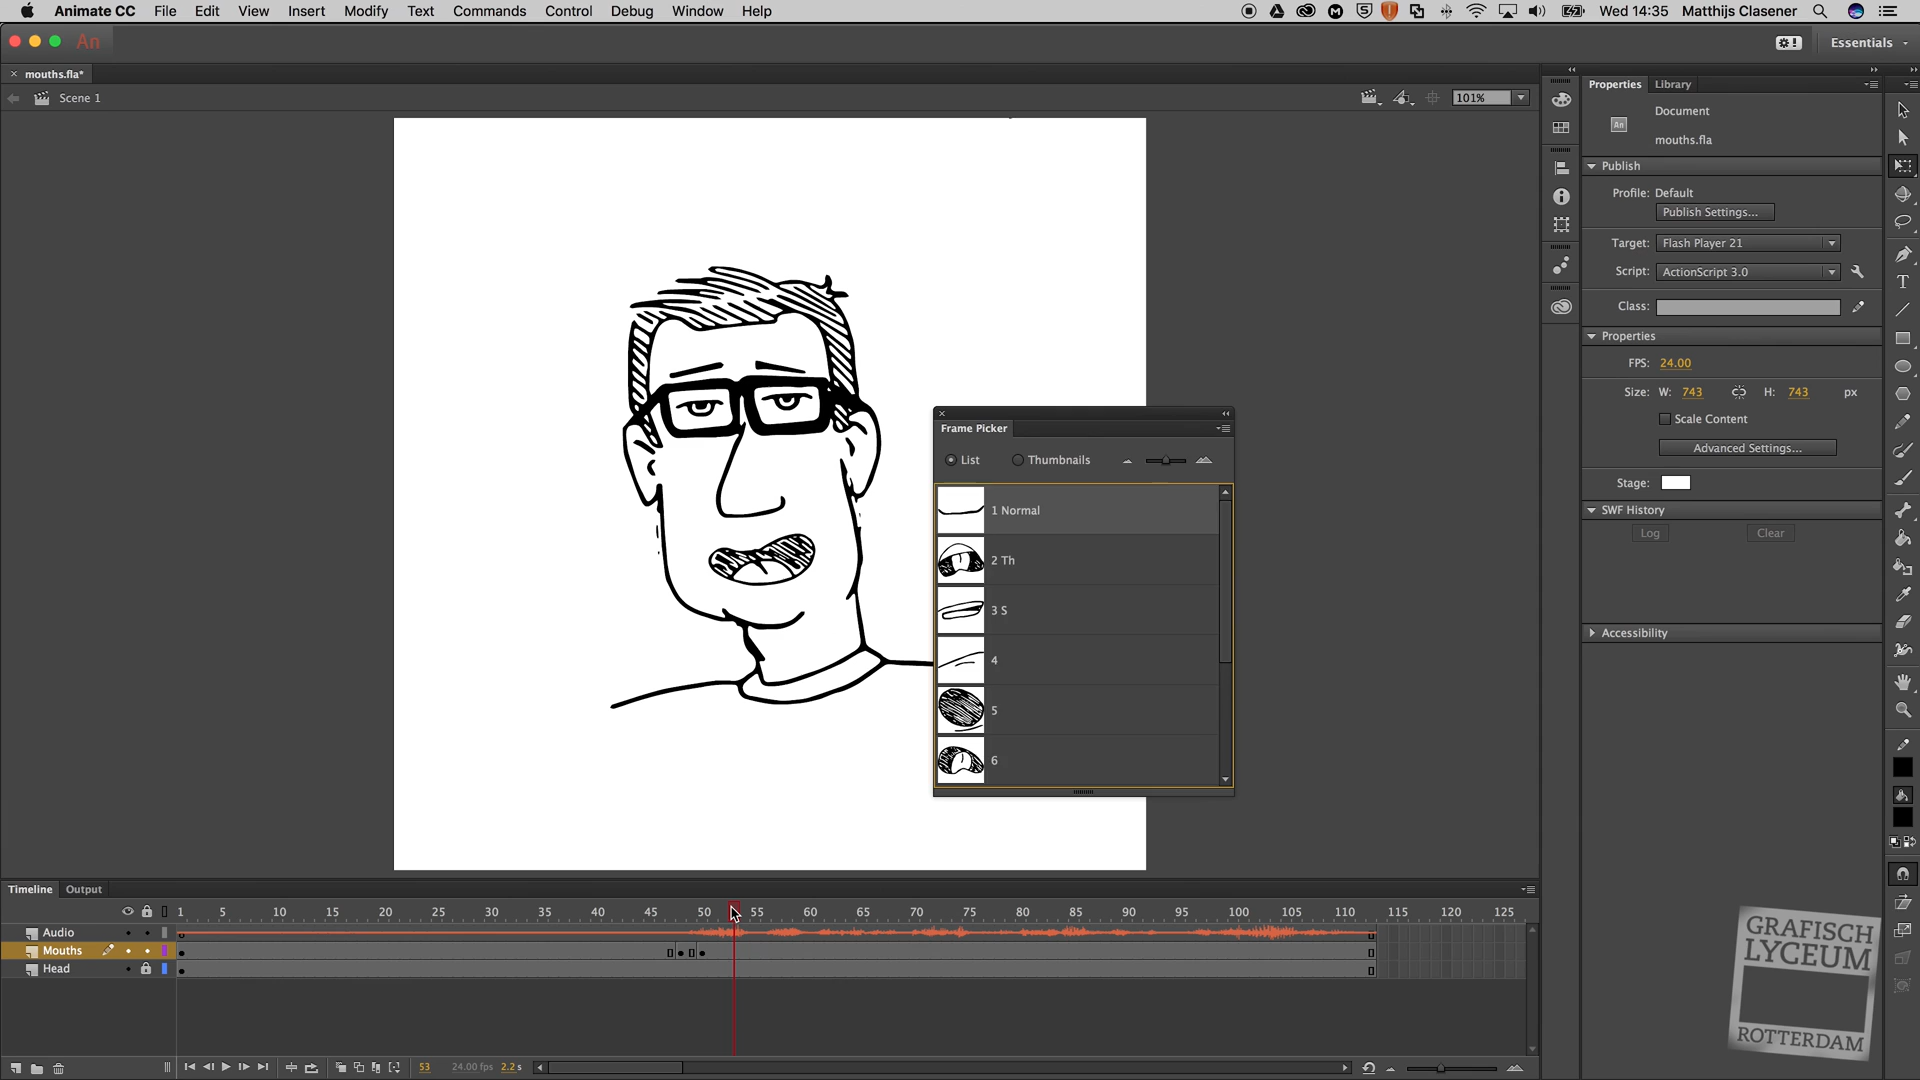 Animate CC File Edit View Insert Modify Text Commands Control Debug Window Help Wed 14:35 Matthijs Clasener
An Essentials
mouths.fla* Properties Library
Scene 1 101%
Document
An
mouths.fla
Publish
Profile: Default
Publish Settings...
Target: Flash Player 21
Script: ActionScript 3.0
Class:
Properties
FPS: 24.00
Size: W: 743 H: 743 px
Scale Content
Advanced Settings...
Stage:
SWF History
Log Clear
Accessibility
Frame Picker
List Thumbnails
1 Normal
2 Th
3 S
4
5
6
Timeline Output
1 5 10 15 20 25 30 35 40 45 50 55 60 65 70 75 80 85 90 95 100 105 110 115 120 125
Audio
Mouths
Head
53 24.00 fps 2.2 s
GRAFISCH
LYCEUM
ROTTERDAM